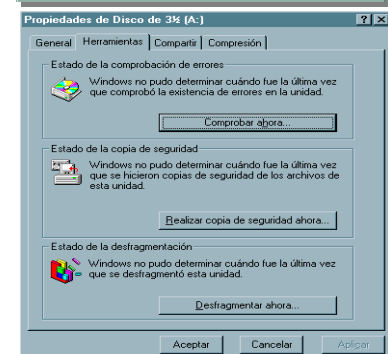 Propiedades de Disco de 3½ (A:)
General Herramientas Compartir Compresión
Estado de la comprobación de errores
Windows no pudo determinar cuándo fue la última vez
que comprobó la existencia de errores en la unidad.
Comprobar ahora...
Estado de la copia de seguridad
Windows no pudo determinar cuándo fue la última vez
que se hicieron copias de seguridad de los archivos de
esta unidad.
Realizar copia de seguridad ahora...
Estado de la desfragmentación
Windows no pudo determinar cuándo fue la última vez
que se desfragmentó esta unidad.
Desfragmentar ahora...
Aceptar Cancelar Aplicar